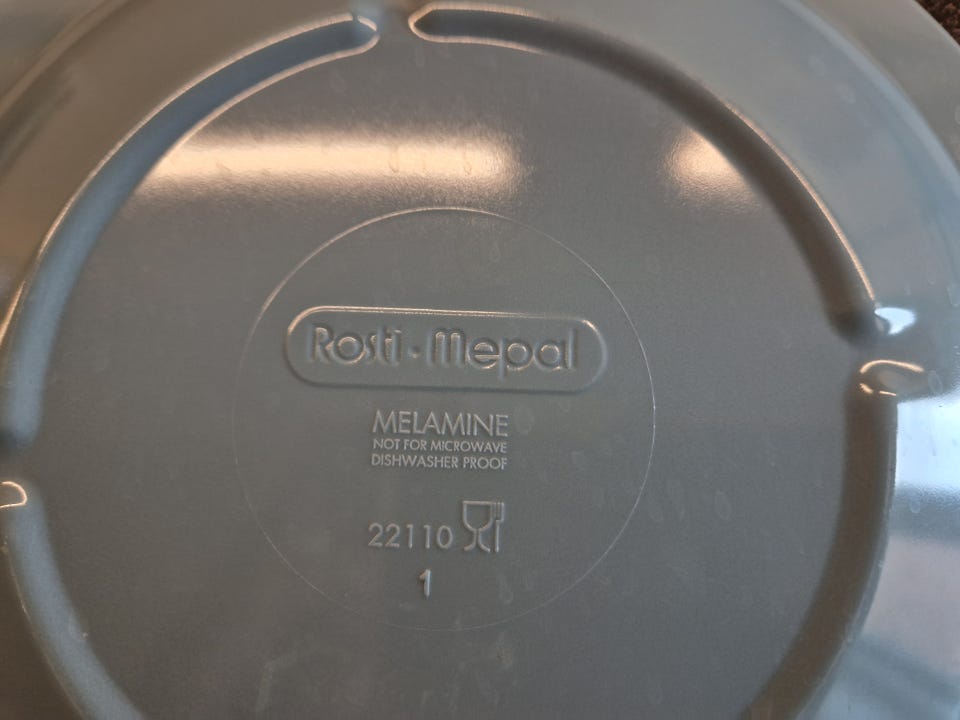 Rosti • Mepal
MELAMINE
NOT FOR MICROWAVE
DISHWASHER PROOF
22110
1